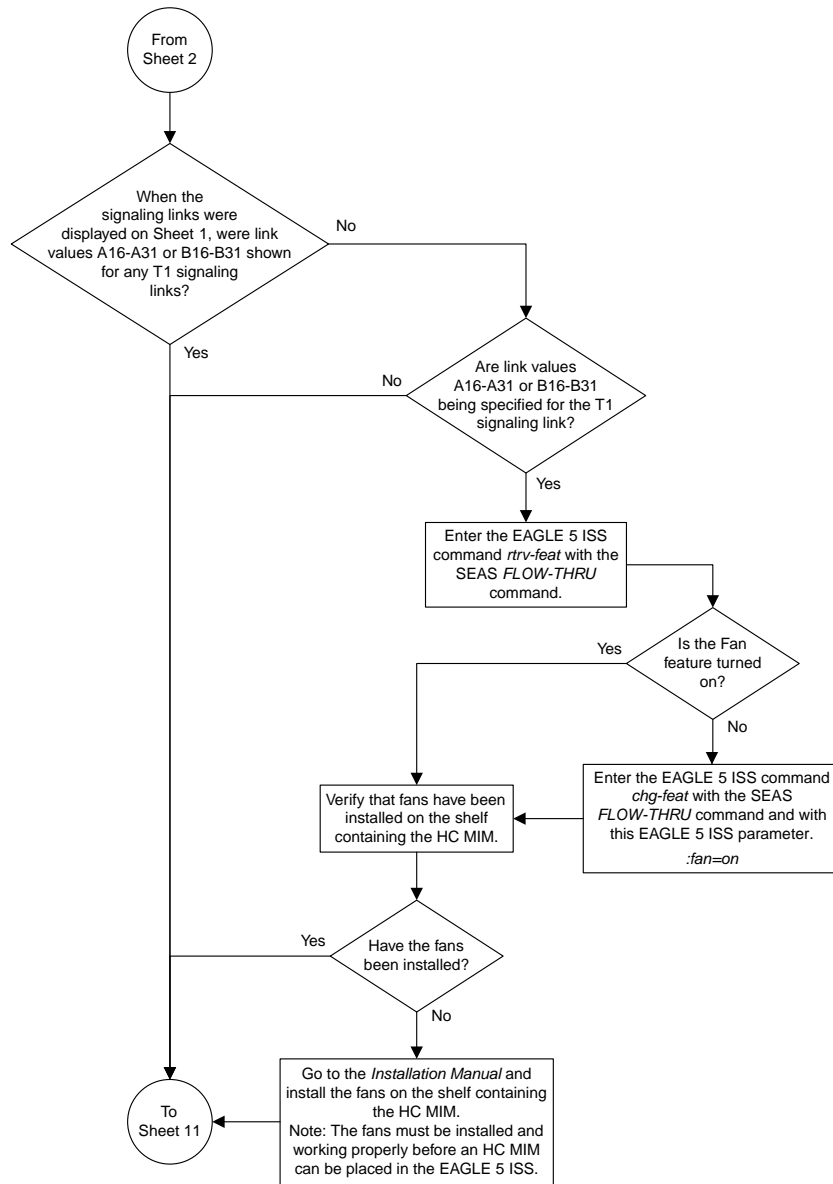 From
Sheet 2
When the
signaling links were
displayed on Sheet 1, were link
values A16-A31 or B16-B31 shown
for any T1 signaling
links?
No
Yes
Are link values
A16-A31 or B16-B31
being specified for the T1
signaling link?
No
Yes
Enter the EAGLE 5 ISS
command rtrv-feat with the
SEAS FLOW-THRU
command.
Is the Fan
feature turned
on?
Yes
No
Enter the EAGLE 5 ISS command
chg-feat with the SEAS
FLOW-THRU command and with
this EAGLE 5 ISS parameter.
:fan=on
Verify that fans have been
installed on the shelf
containing the HC MIM.
Have the fans
been installed?
Yes
No
Go to the Installation Manual and
install the fans on the shelf containing
the HC MIM.
Note: The fans must be installed and
working properly before an HC MIM
can be placed in the EAGLE 5 ISS.
To
Sheet 11